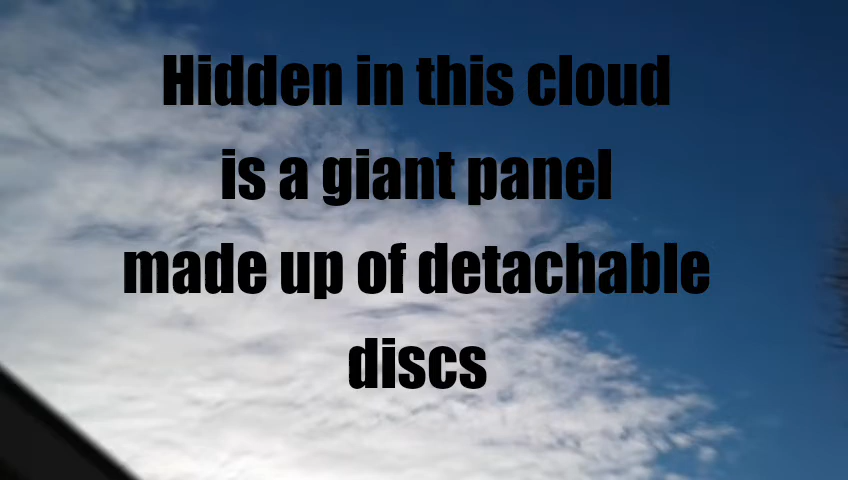 Hidden in this cloud
is a giant panel
made up of detachable
discs